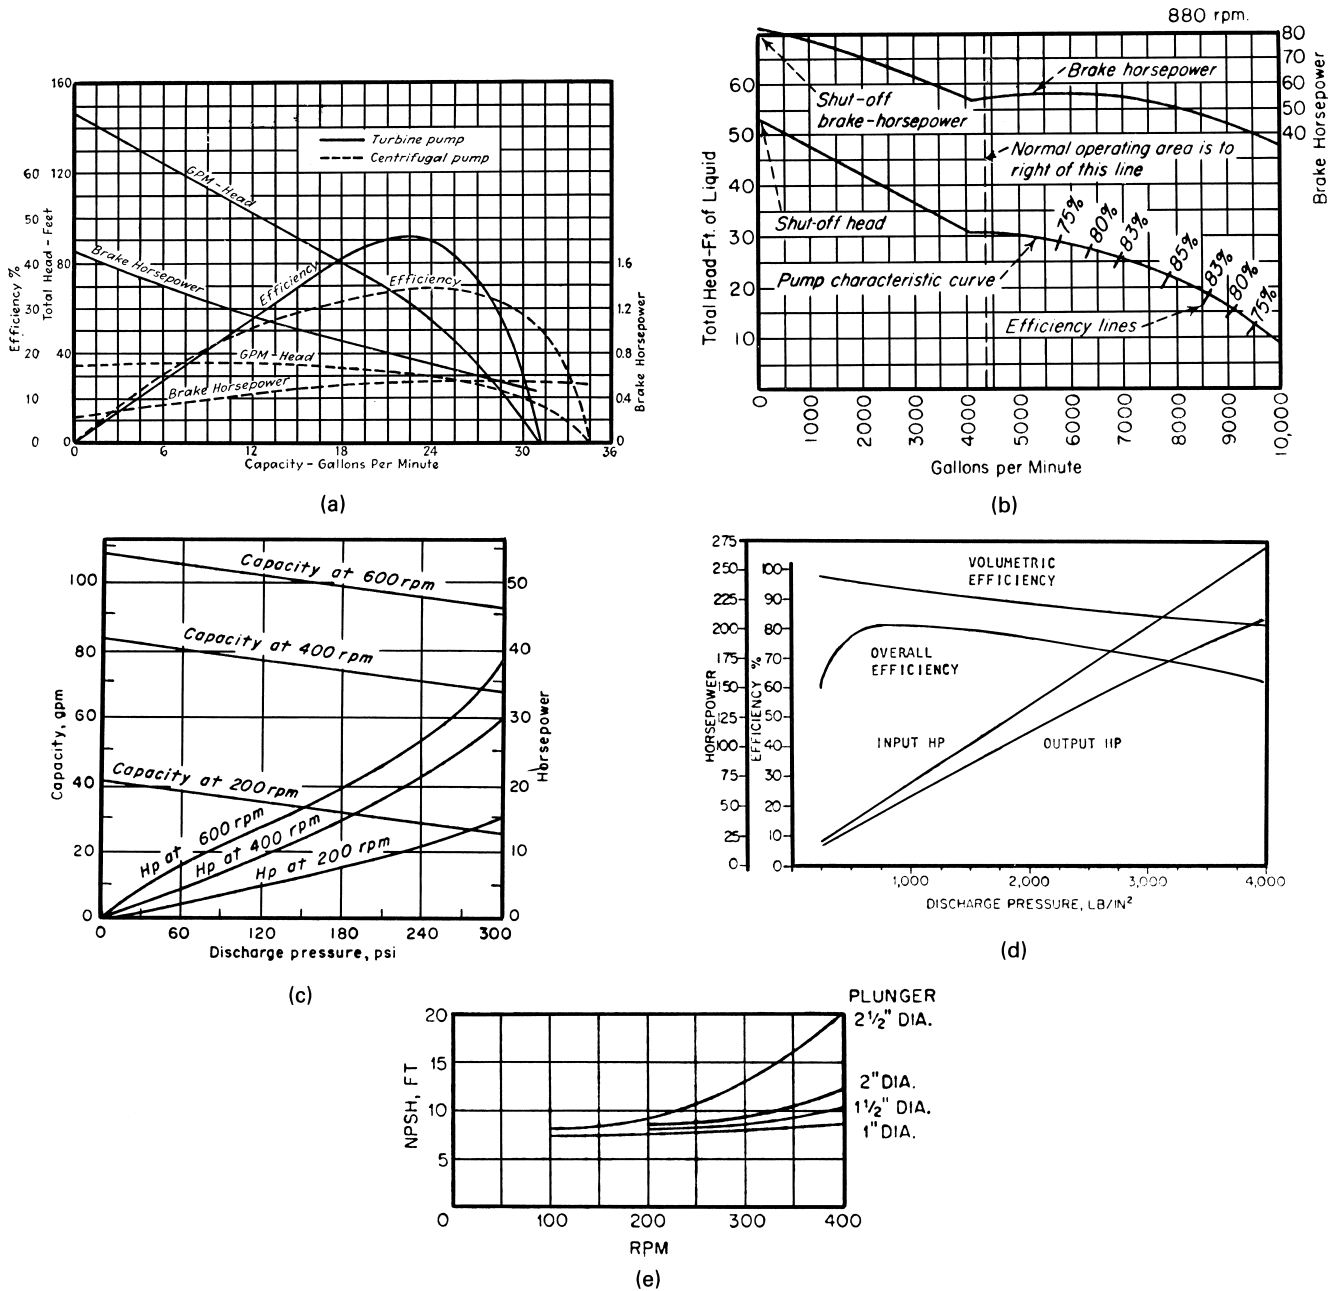 160
Turbine pump
Centrifugal pump
60 120
GPM-Head
50
Efficiency %
Total Head - Feet
40 80
Brake Horsepower
Efficiency
Efficiency
1.6
30
1.2
20 40
GPM-Head
0.8
10
Brake Horsepower
0.4
Brake Horsepower
0 0
0
0 6 12 18 24 30 36
Capacity - Gallons Per Minute
(a)
880 rpm.
80
70
60
50
40
Brake Horsepower
Brake horsepower
Shut-off
brake-horsepower
Normal operating area is to
right of this line
60
50
40
30
20
10
Total Head-Ft. of Liquid
Shut-off head
Pump characteristic curve
75%
80%
83%
85%
83%
80%
75%
Efficiency lines
0 1000 2000 3000 4000 5000 6000 7000 8000 9000 10,000
Gallons per Minute
(b)
100
80
60
40
20
0
Capacity, gpm
Capacity at 600 rpm
Capacity at 400 rpm
Capacity at 200 rpm
Hp at 600 rpm
Hp at 400 rpm
Hp at 200 rpm
50
40
30
20
10
0
Horsepower
0 60 120 180 240 300
Discharge pressure, psi
(c)
275
250
225
200
175
150
125
100
75
50
25
0
HORSEPOWER
100
90
80
70
60
50
40
30
20
10
0
EFFICIENCY %
VOLUMETRIC
EFFICIENCY
OVERALL
EFFICIENCY
INPUT HP
OUTPUT HP
1,000 2,000 3,000 4,000
DISCHARGE PRESSURE, LB/IN²
(d)
PLUNGER
2½" DIA.
2" DIA.
1½" DIA.
1" DIA.
20
15
10
5
NPSH, FT
0 100 200 300 400
RPM
(e)